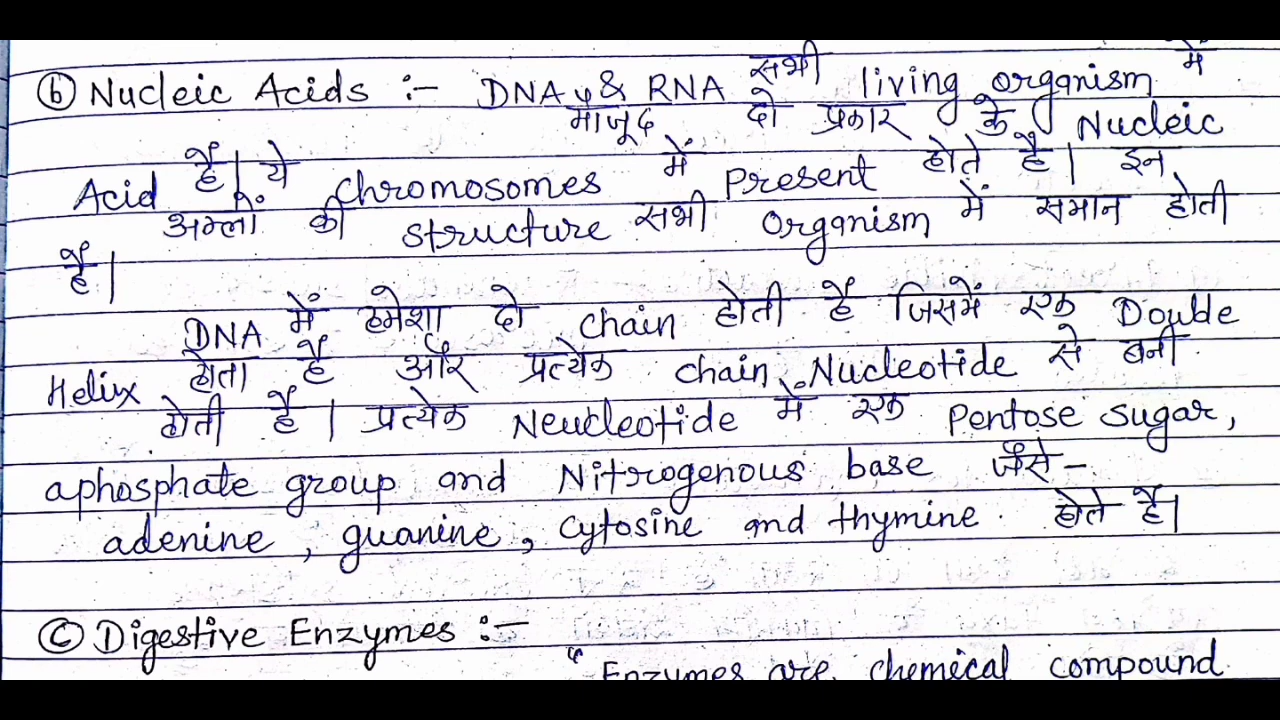 ⓑ Nucleic Acids :- DNA & RNA सभी living organism में
मौजूद दो प्रकार के Nucleic
Acid हैं। ये chromosomes में Present होते है। इन
अम्लों की structure सभी organism में समान होती
है।
DNA में हमेशा दो chain होती हैं जिसमें एक Double
Helix होता हैं और प्रत्येक chain Nucleotide से बनी
होती हैं। प्रत्येक Neucleotide में एक Pentose sugar,
aphosphate group and Nitrogenous base जैसे-
adenine, guanine, cytosine and thymine. होते हैं।
ⓒ Digestive Enzymes :-
"Enzymes are chemical compound